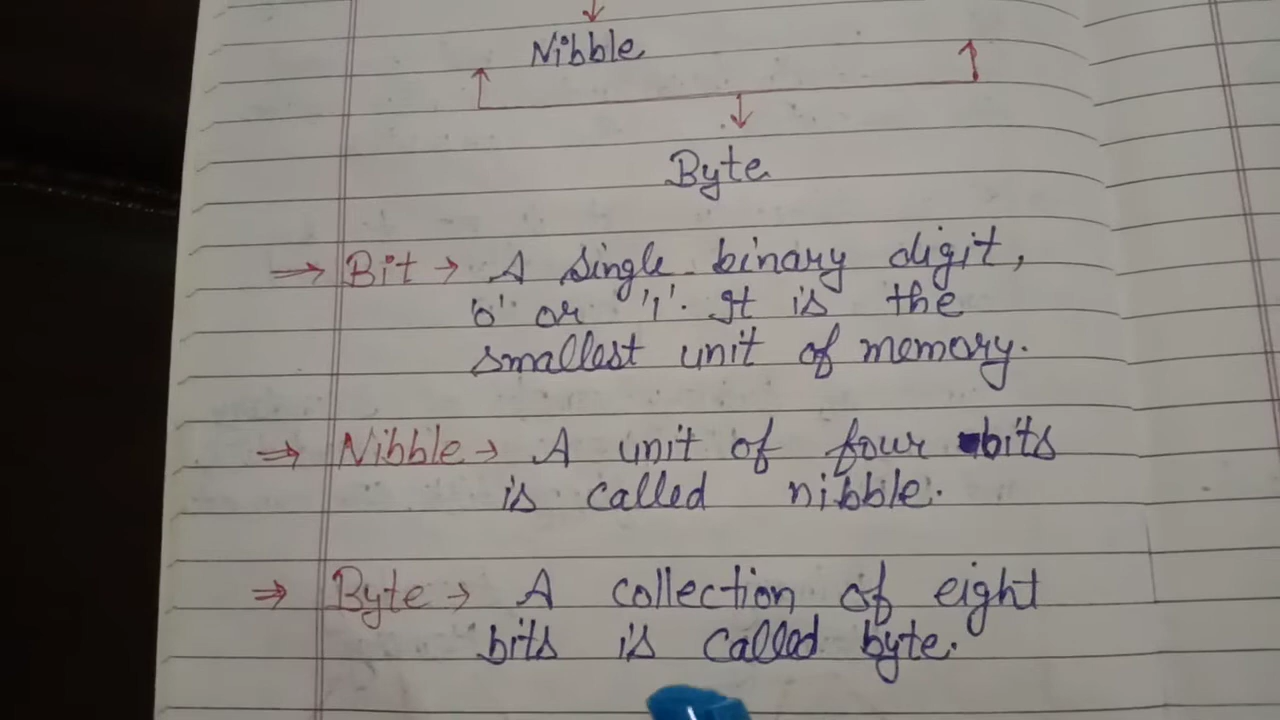 Nibble
Byte
⇒ Bit → A single binary digit,
'0' or '1'. It is the
smallest unit of memory.
⇒ Nibble → A unit of four bits
is called nibble.
⇒ Byte → A collection of eight
bits is called byte.